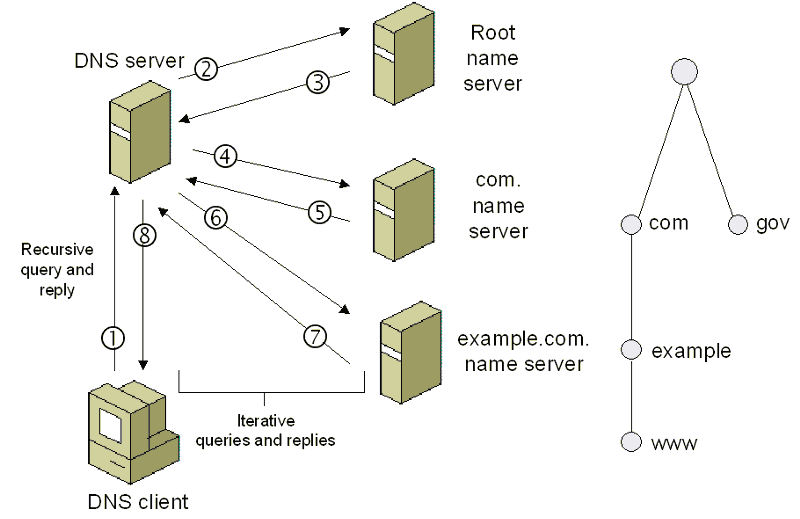 DNS server
②
③
Root
name
server
④
⑤
com.
name
server
⑥
⑧
⑦
Recursive
query and
reply
①
example.com.
name server
Iterative
queries and replies
DNS client
com
gov
example
www